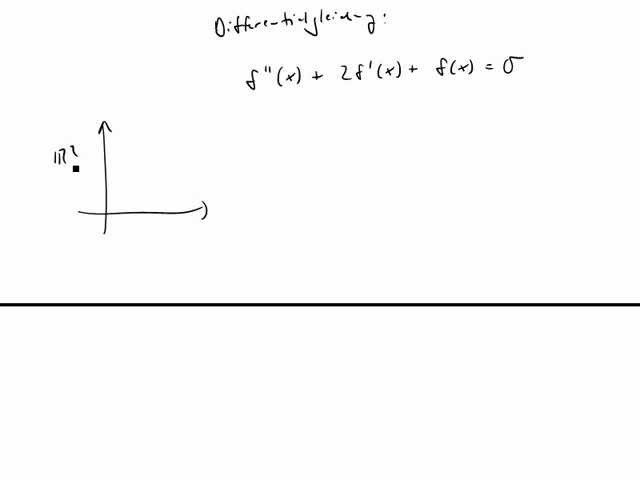 Differentialgleichung:
f''(x) + 2f'(x) + f(x) = 0
ℝ²